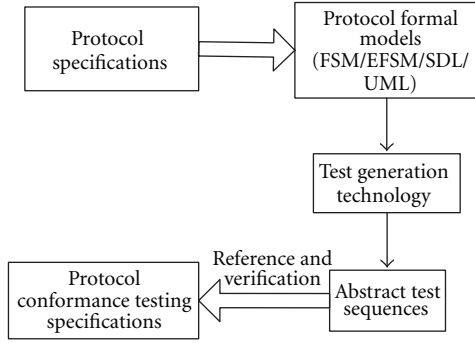 Protocol
specifications
Protocol formal
models
(FSM/EFSM/SDL/
UML)
Test generation
technology
Reference and
verification
Protocol
conformance testing
specifications
Abstract test
sequences